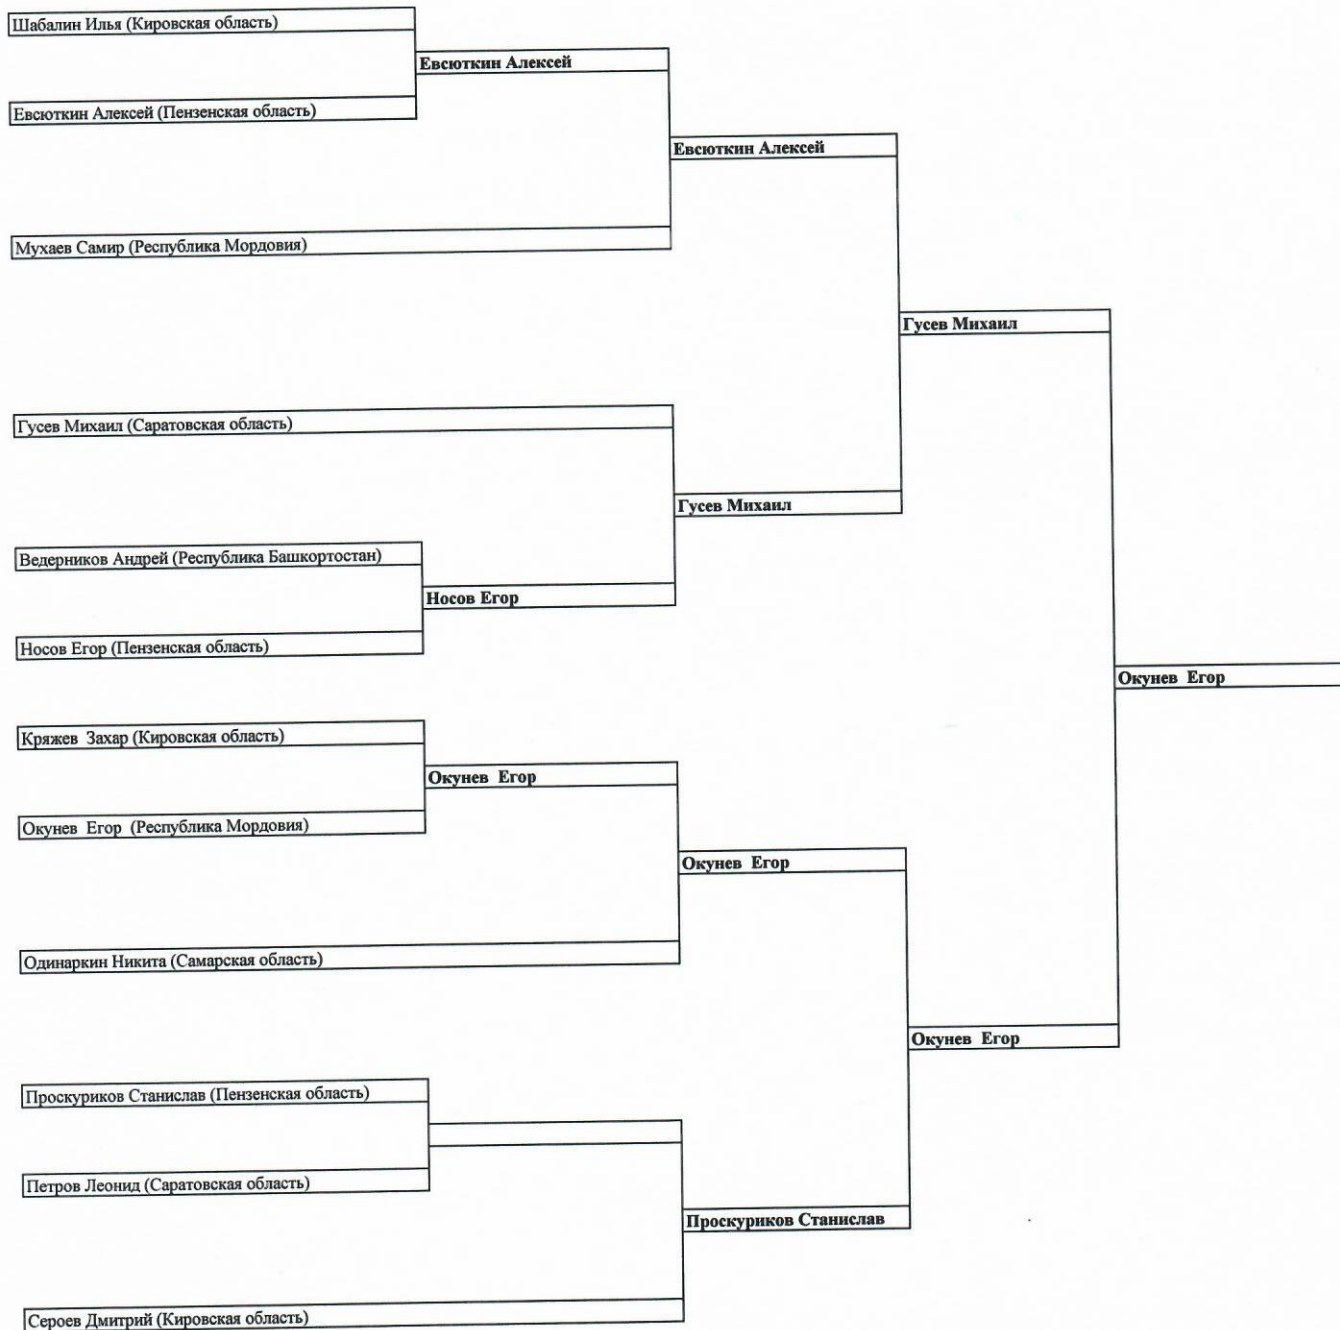 Шабалин Илья (Кировская область)
Евсюткин Алексей
Евсюткин Алексей (Пензенская область)
Евсюткин Алексей
Мухаев Самир (Республика Мордовия)
Гусев Михаил
Гусев Михаил (Саратовская область)
Гусев Михаил
Ведерников Андрей (Республика Башкортостан)
Носов Егор
Носов Егор (Пензенская область)
Окунев Егор
Кряжев Захар (Кировская область)
Окунев Егор
Окунев Егор (Республика Мордовия)
Окунев Егор
Одинаркин Никита (Самарская область)
Окунев Егор
Проскуриков Станислав (Пензенская область)
Петров Леонид (Саратовская область)
Проскуриков Станислав
Сероев Дмитрий (Кировская область)